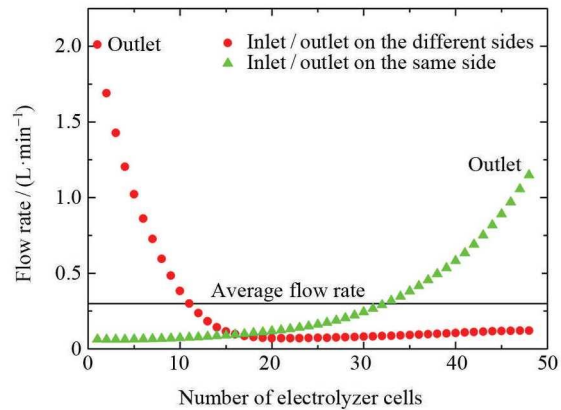 2.0
1.5
1.0
0.5
0
Flow rate / (L·min⁻¹)
Outlet
Inlet / outlet on the different sides
Inlet / outlet on the same side
Outlet
Average flow rate
0 10 20 30 40 50
Number of electrolyzer cells